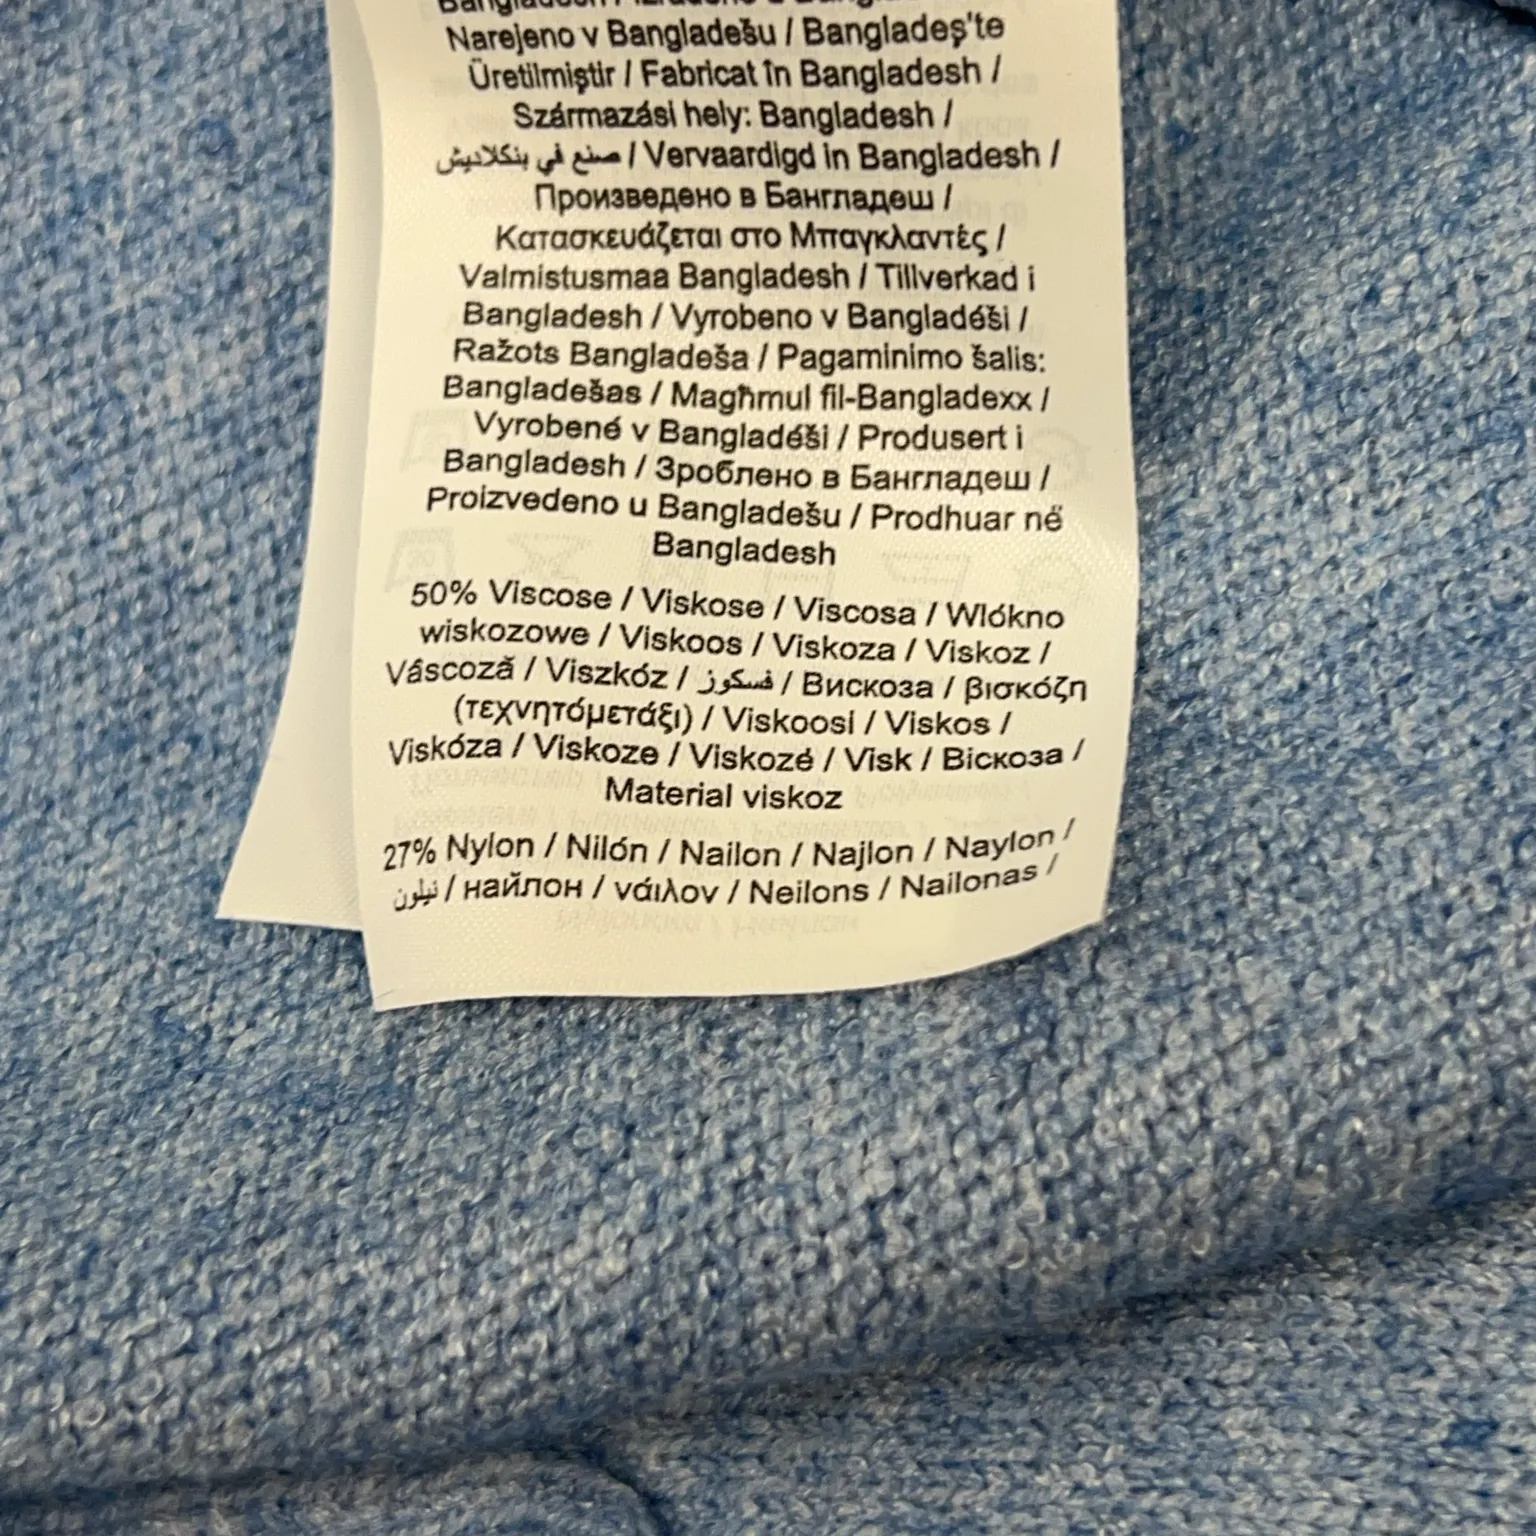 Narejeno v Bangladešu / Bangladeş'te
Üretilmiştir / Fabricat în Bangladesh /
Származási hely: Bangladesh /
صنع في بنكلاديش / Vervaardigd in Bangladesh /
Произведено в Бангладеш /
Κατασκευάζεται στο Μπαγκλαντές /
Valmistusmaa Bangladesh / Tillverkad i
Bangladesh / Vyrobeno v Bangladéši /
Ražots Bangladeša / Pagaminimo šalis:
Bangladešas / Magħmul fil-Bangladexx /
Vyrobené v Bangladéši / Produsert i
Bangladesh / Зроблено в Бангладеш /
Proizvedeno u Bangladešu / Prodhuar në
Bangladesh
50% Viscose / Viskose / Viscosa / Wlókno
wiskozowe / Viskoos / Viskoza / Viskoz /
Vâscoză / Viszkóz / فسكوز / Вискоза / βισκόζη
(τεχνητόμετάξι) / Viskoosi / Viskos /
Viskóza / Viskoze / Viskozé / Visk / Віскоза /
Material viskoz
27% Nylon / Nilón / Nailon / Najlon / Naylon /
نيلون / найлон / νάιλον / Neilons / Nailonas /